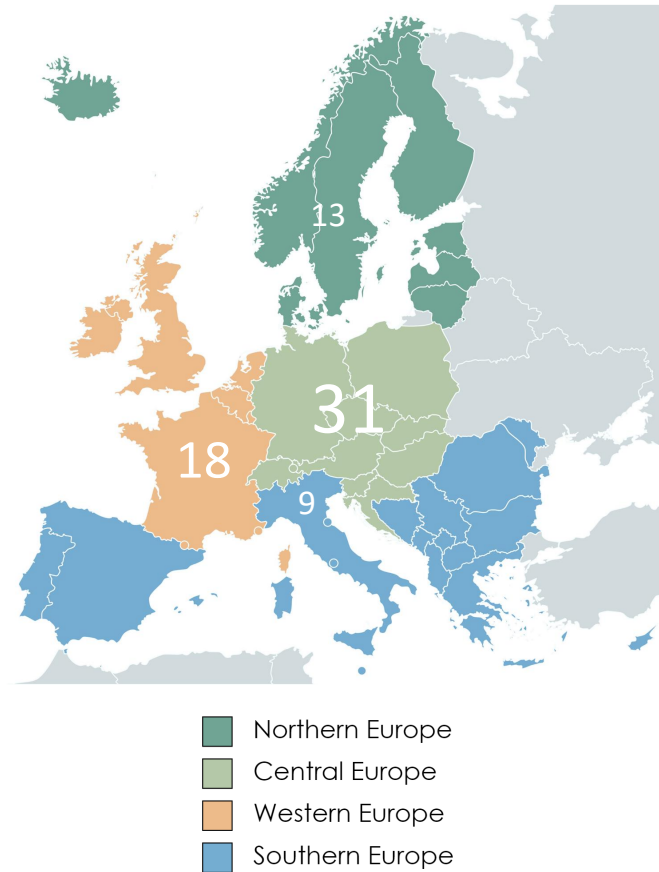 13
31
18
9
Northern Europe
Central Europe
Western Europe
Southern Europe